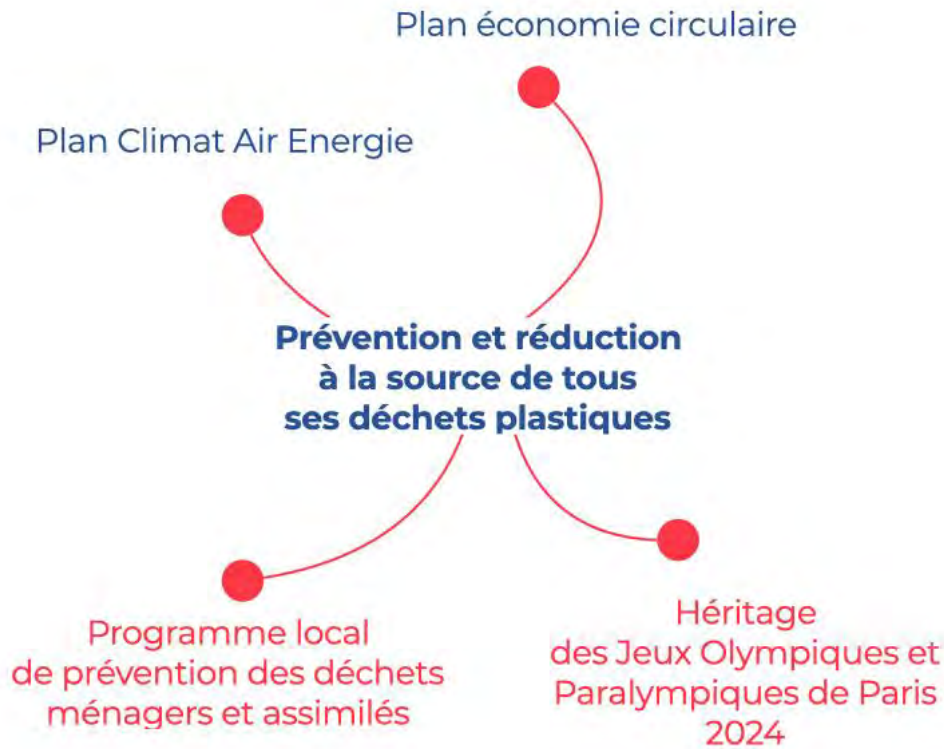 Plan économie circulaire
Plan Climat Air Energie
Prévention et réduction
à la source de tous
ses déchets plastiques
Programme local
de prévention des déchets
ménagers et assimilés
Héritage
des Jeux Olympiques et
Paralympiques de Paris
2024